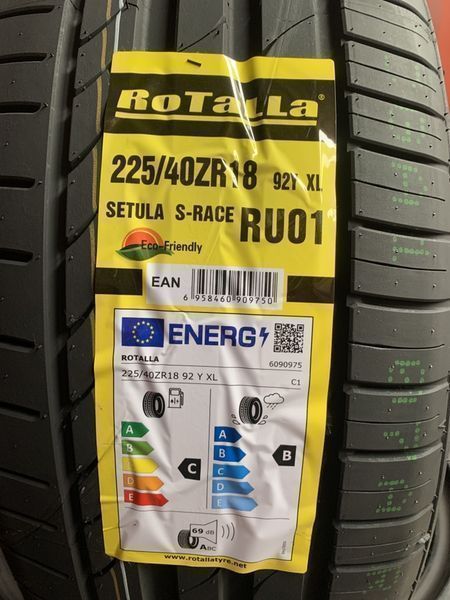 RoTalla®
225/40ZR18 92Y XL
SETULA S-RACE RU01
Eco-Friendly
EAN
6 958460 909750
ENERG
ROTALLA 6090975
225/40ZR18 92 Y XL C1
A A
B B
C C C B
D D
E E
69 dB
ABC
www.rotallatyre.net